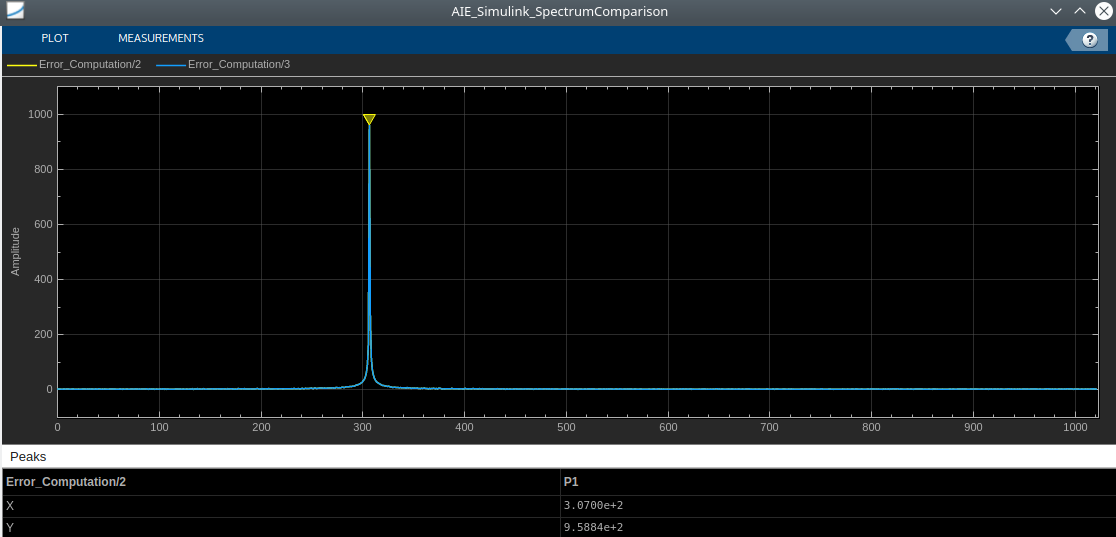 AIE_Simulink_SpectrumComparison
PLOT MEASUREMENTS ?
Error_Computation/2 Error_Computation/3
1000
800
600
400
200
0
Amplitude
0 100 200 300 400 500 600 700 800 900 1000
Peaks
Error_Computation/2 P1
X 3.0700e+2
Y 9.5884e+2